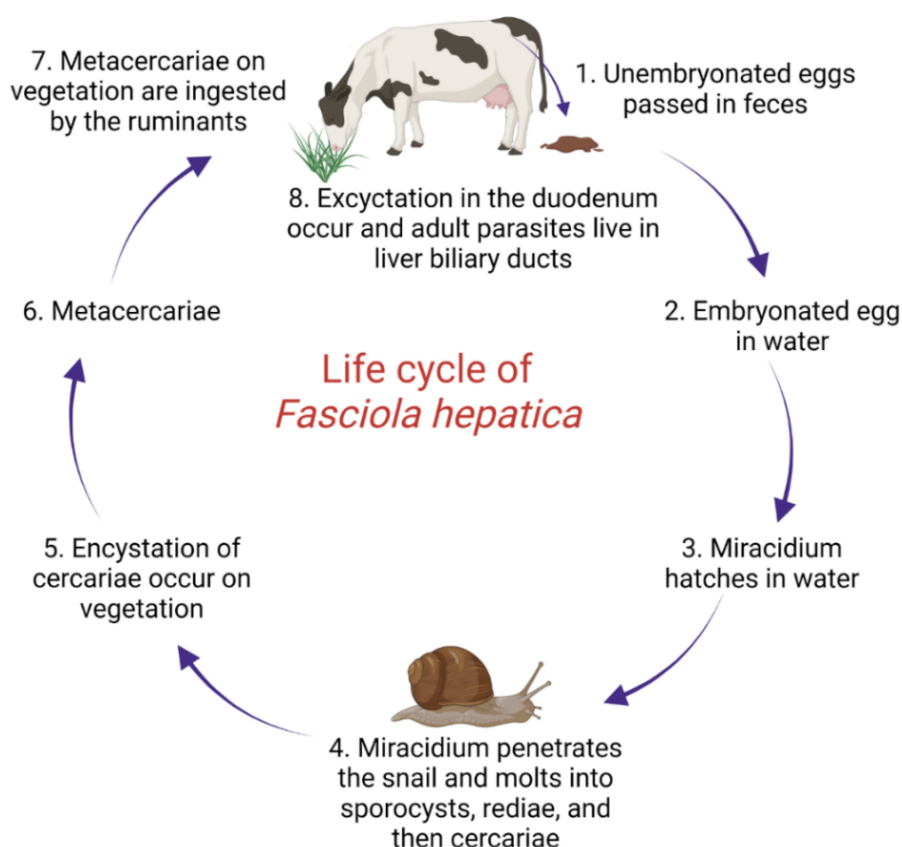 7. Metacercariae on
vegetation are ingested
by the ruminants
1. Unembryonated eggs
passed in feces
8. Excyctation in the duodenum
occur and adult parasites live in
liver biliary ducts
6. Metacercariae
2. Embryonated egg
in water
Life cycle of
Fasciola hepatica
5. Encystation of
cercariae occur on
vegetation
3. Miracidium
hatches in water
4. Miracidium penetrates
the snail and molts into
sporocysts, rediae, and
then cercariae